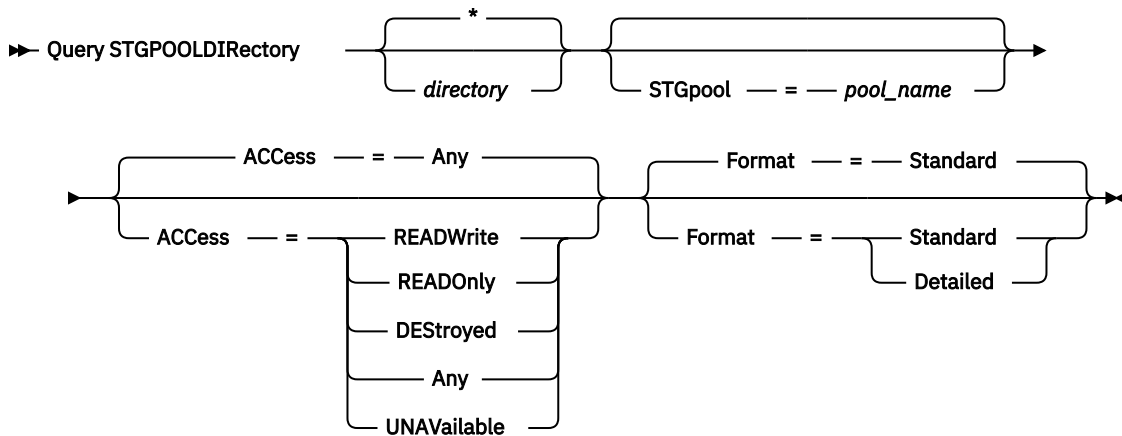 *
Query STGPOOLDIRectory
directory
STGpool = pool_name
ACCess = Any
Format = Standard
ACCess = READWrite
Format = Standard
READOnly
Detailed
DEStroyed
Any
UNAVailable